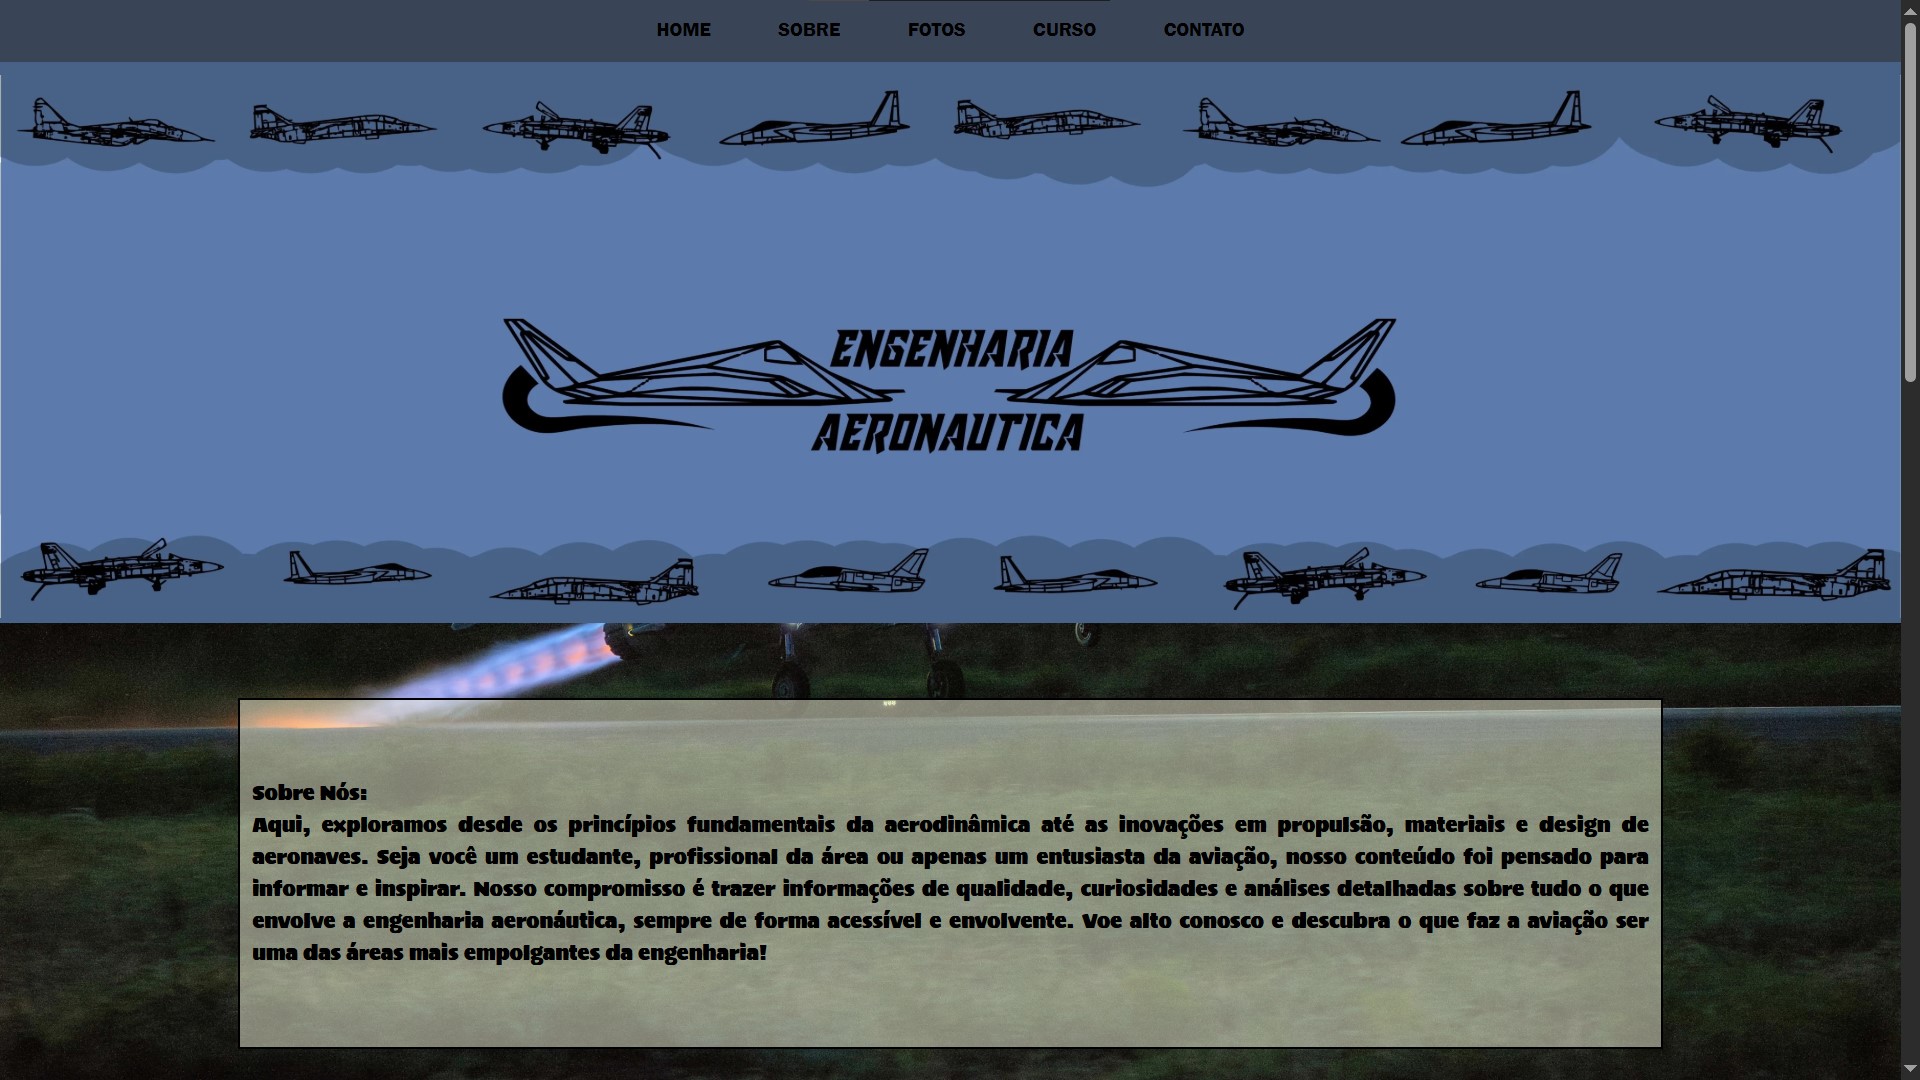 HOME SOBRE FOTOS CURSO CONTATO
ENGENHARIA
AERONAUTICA
Sobre Nós:
Aqui, exploramos desde os princípios fundamentais da aerodinâmica até as inovações em propulsão, materiais e design de
aeronaves. Seja você um estudante, profissional da área ou apenas um entusiasta da aviação, nosso conteúdo foi pensado para
informar e inspirar. Nosso compromisso é trazer informações de qualidade, curiosidades e análises detalhadas sobre tudo o que
envolve a engenharia aeronáutica, sempre de forma acessível e envolvente. Voe alto conosco e descubra o que faz a aviação ser
uma das áreas mais empolgantes da engenharia!